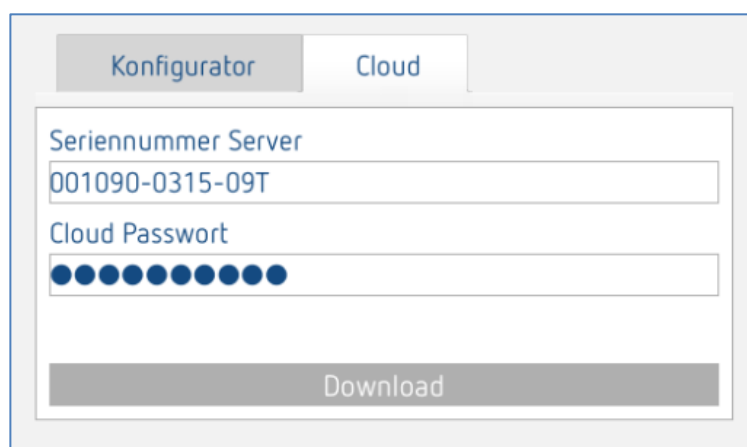 Konfigurator Cloud
Seriennummer Server
001090-0315-09T
Cloud Passwort
●●●●●●●●●●
Download